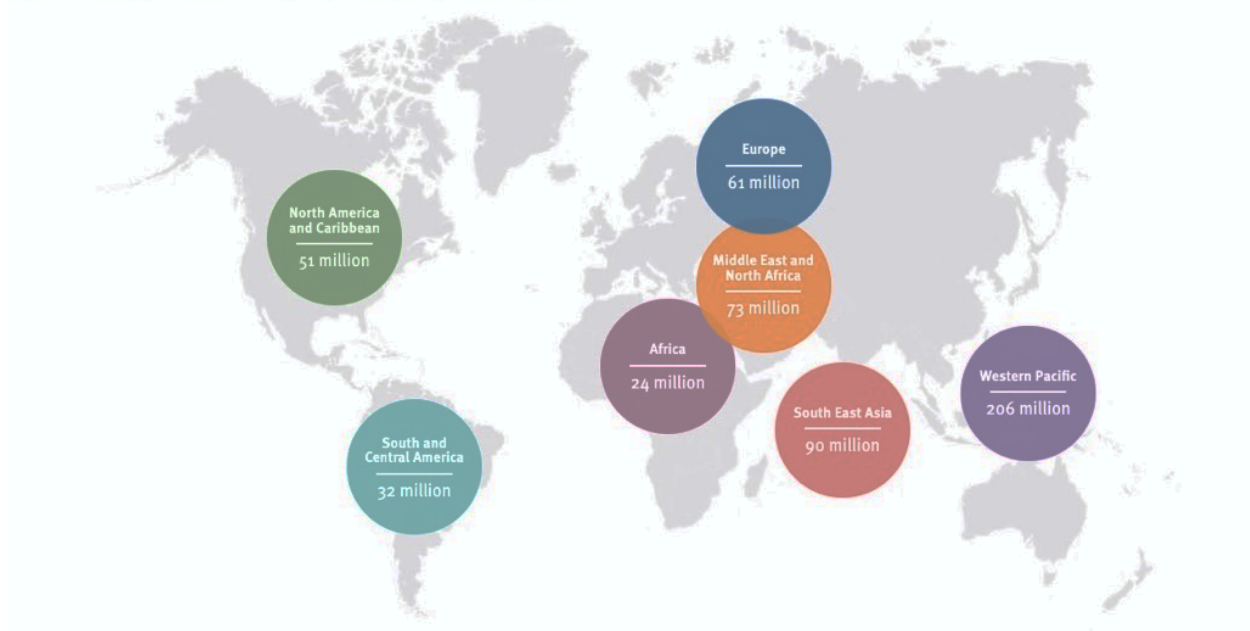 Europe
61 million
North America
and Caribbean
51 million
Middle East and
North Africa
73 million
Africa
24 million
Western Pacific
206 million
South East Asia
90 million
South and
Central America
32 million